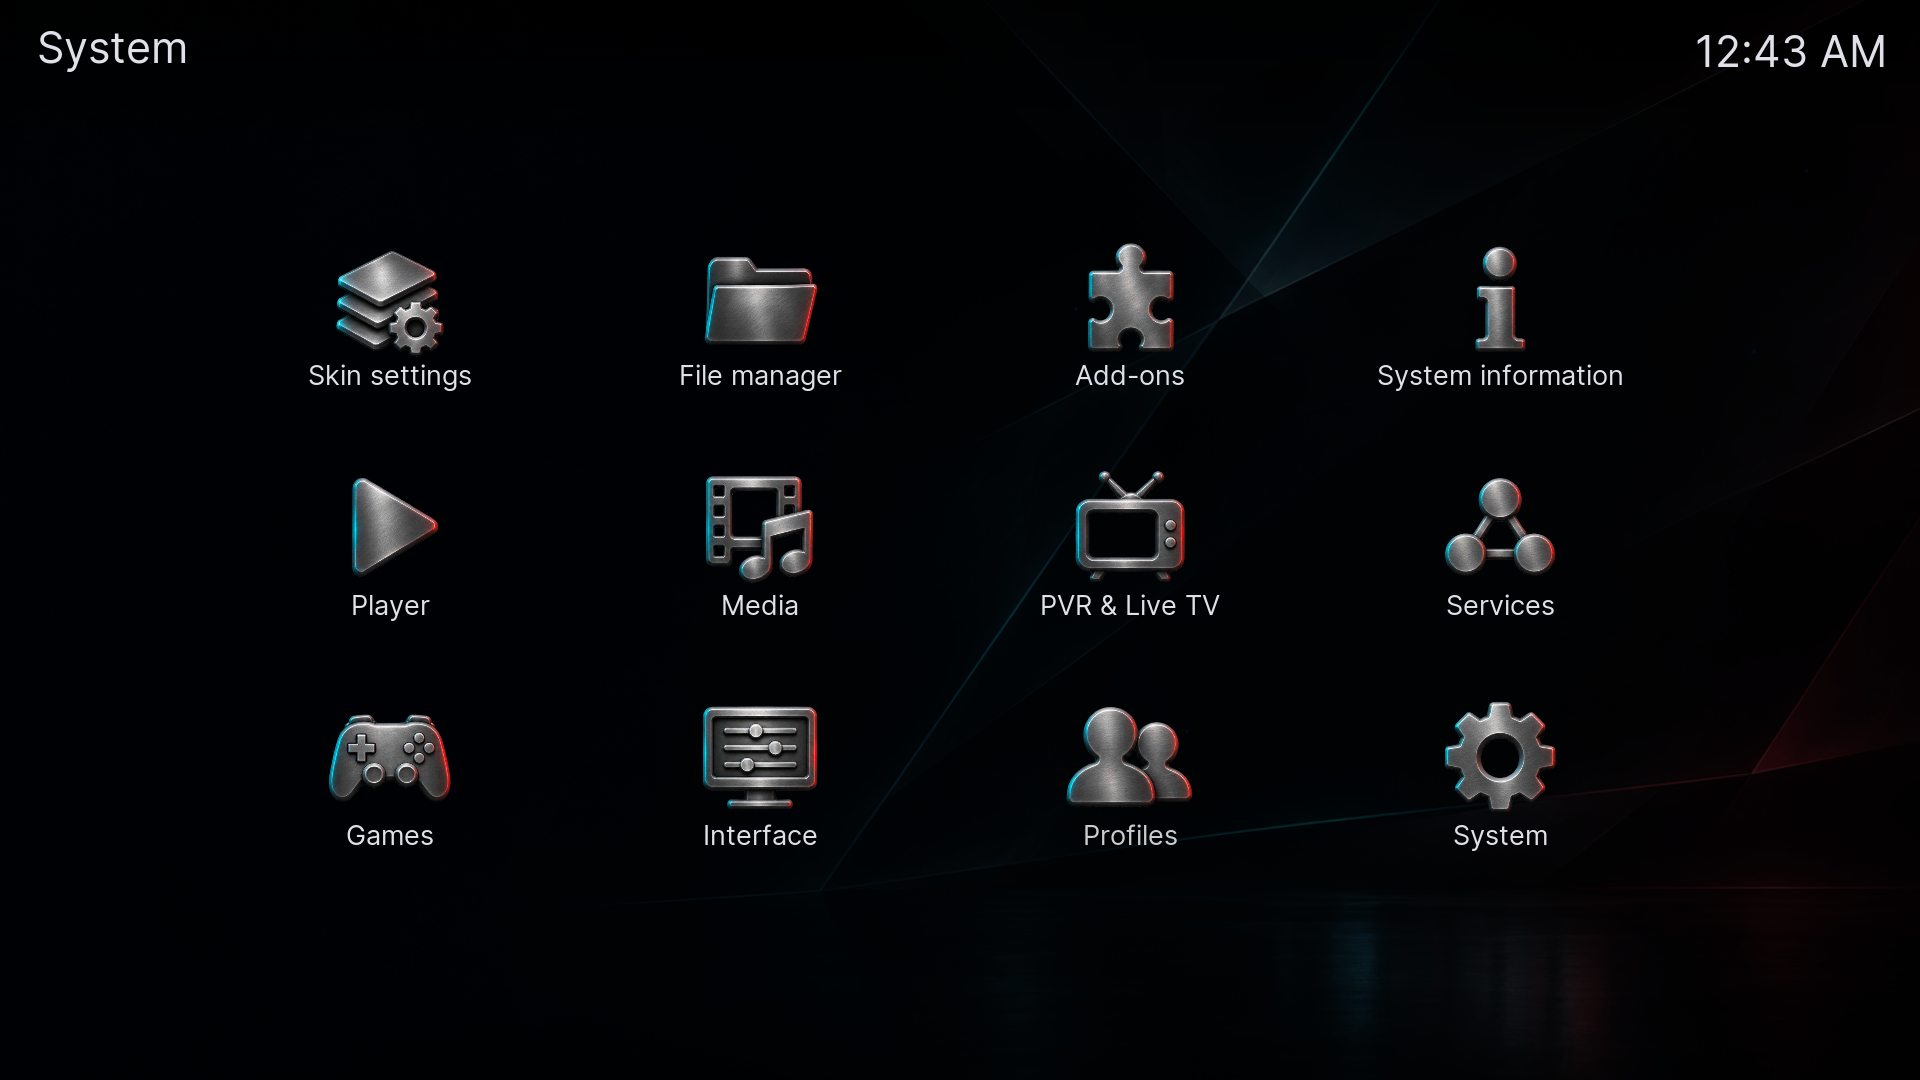 System
12:43 AM
Skin settings
File manager
Add-ons
System information
Player
Media
PVR & Live TV
Services
Games
Interface
Profiles
System